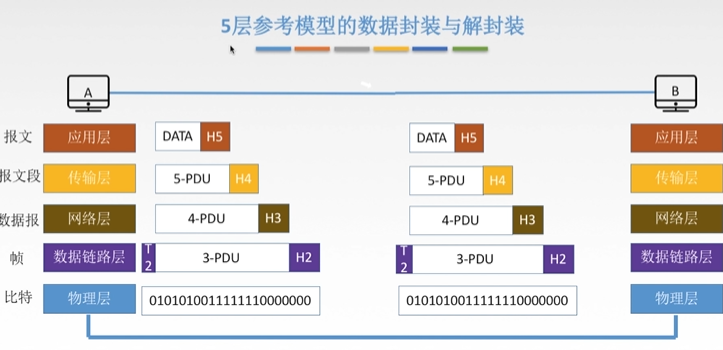 5层参考模型的数据封装与解封装
A
B
报文 应用层 DATA H5 DATA H5 应用层
报文段 传输层 5-PDU H4 5-PDU H4 传输层
数据报 网络层 4-PDU H3 4-PDU H3 网络层
帧 数据链路层 T2 3-PDU H2 T2 3-PDU H2 数据链路层
比特 物理层 0101010011111110000000 0101010011111110000000 物理层